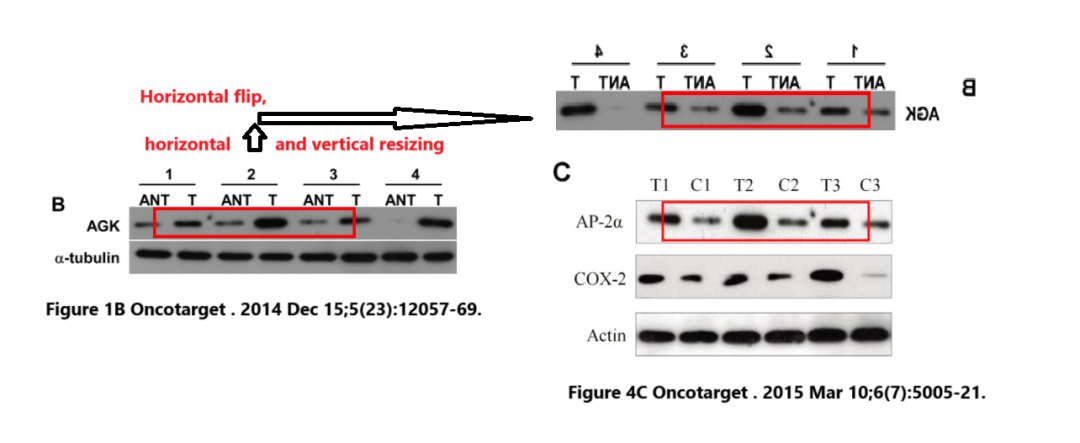 Horizontal flip,
horizontal and vertical resizing
1 2 3 4
ANT T ANT T ANT T ANT T
B
AGK
α-tubulin
Figure 1B Oncotarget . 2014 Dec 15;5(23):12057-69.
4 3 2 1
T ANT T ANT T ANT T ANT
B
AGK
C
T1 C1 T2 C2 T3 C3
AP-2α
COX-2
Actin
Figure 4C Oncotarget . 2015 Mar 10;6(7):5005-21.